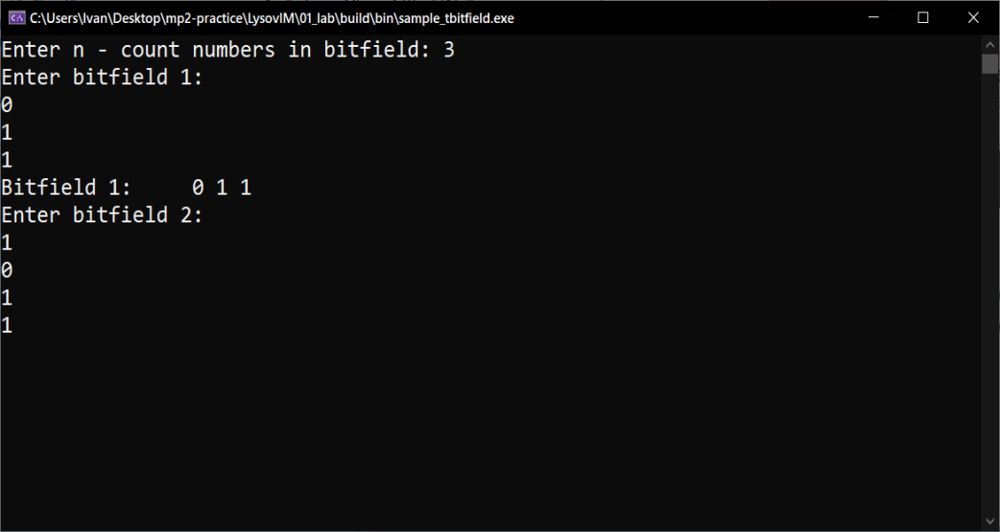 C:\Users\Ivan\Desktop\mp2-practice\LysovIM\01_lab\build\bin\sample_tbitfield.exe
Enter n - count numbers in bitfield: 3
Enter bitfield 1:
0
1
1
Bitfield 1:     0 1 1
Enter bitfield 2:
1
0
1
1